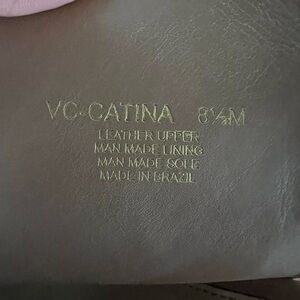 VC-CATINA 8½M
LEATHER UPPER
MAN MADE LINING
MAN MADE SOLE
MADE IN BRAZIL